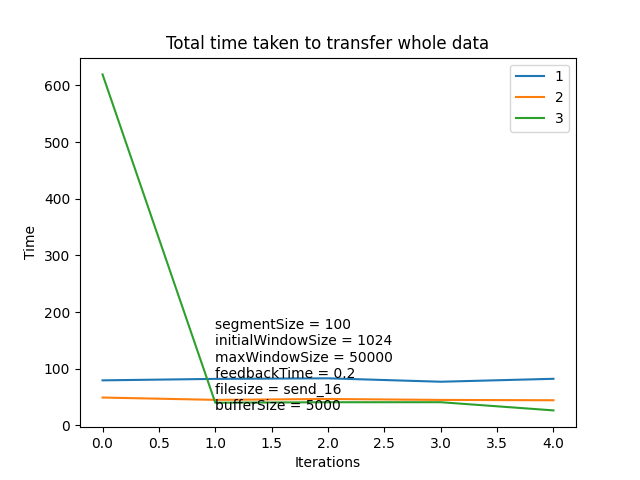 Total time taken to transfer whole data
1
2
3
600
500
400
300
200
100
0
Time
segmentSize = 100
initialWindowSize = 1024
maxWindowSize = 50000
feedbackTime = 0.2
filesize = send_16
bufferSize = 5000
0.0 0.5 1.0 1.5 2.0 2.5 3.0 3.5 4.0
Iterations